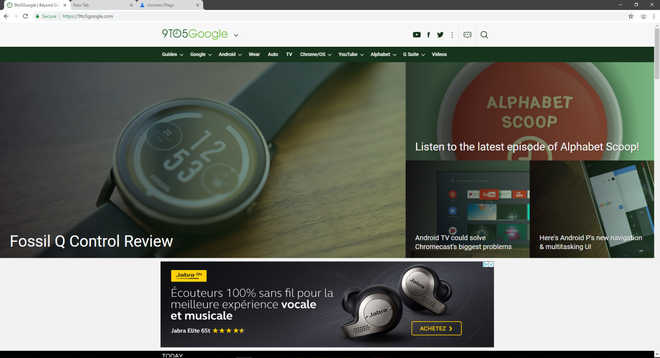 9to5Google | Beyond G
New Tab
chrome://flags
Secure | https://9to5google.com
9TO5Google
Guides Google Android Wear Auto TV Chrome/OS YouTube Alphabet G Suite Videos
12
53
ALPHABET
SCOOP
Listen to the latest episode of Alphabet Scoop!
Fossil Q Control Review
Android TV could solve
Chromecast's biggest problems
Here's Android P's new navigation
& multitasking UI
Jabra GN
Écouteurs 100% sans fil pour la
meilleure expérience vocale
et musicale
Jabra Elite 65t
ACHETEZ
Jabra
TODAY